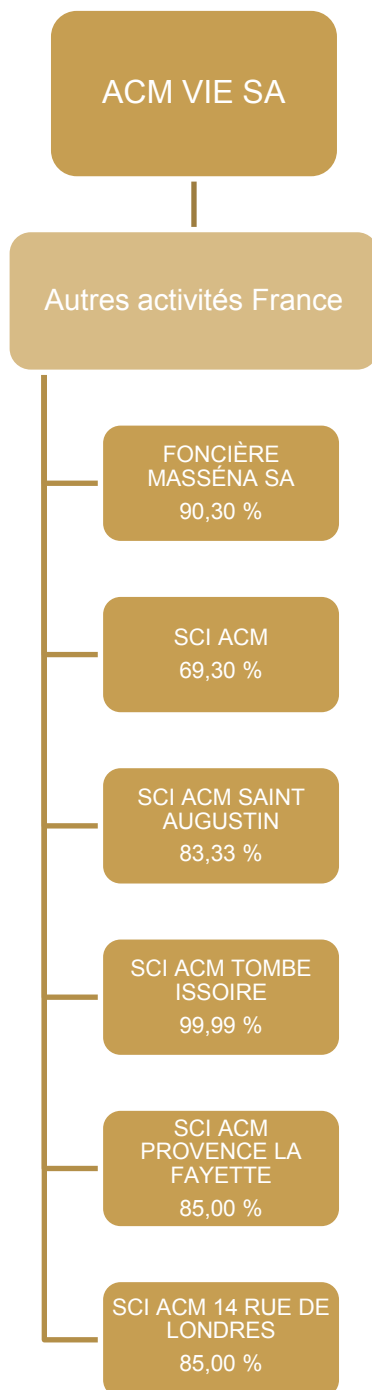 ACM VIE SA
Autres activités France
FONCIÈRE
MASSÉNA SA
90,30 %
SCI ACM
69,30 %
SCI ACM SAINT
AUGUSTIN
83,33 %
SCI ACM TOMBE
ISSOIRE
99,99 %
SCI ACM
PROVENCE LA
FAYETTE
85,00 %
SCI ACM 14 RUE DE
LONDRES
85,00 %